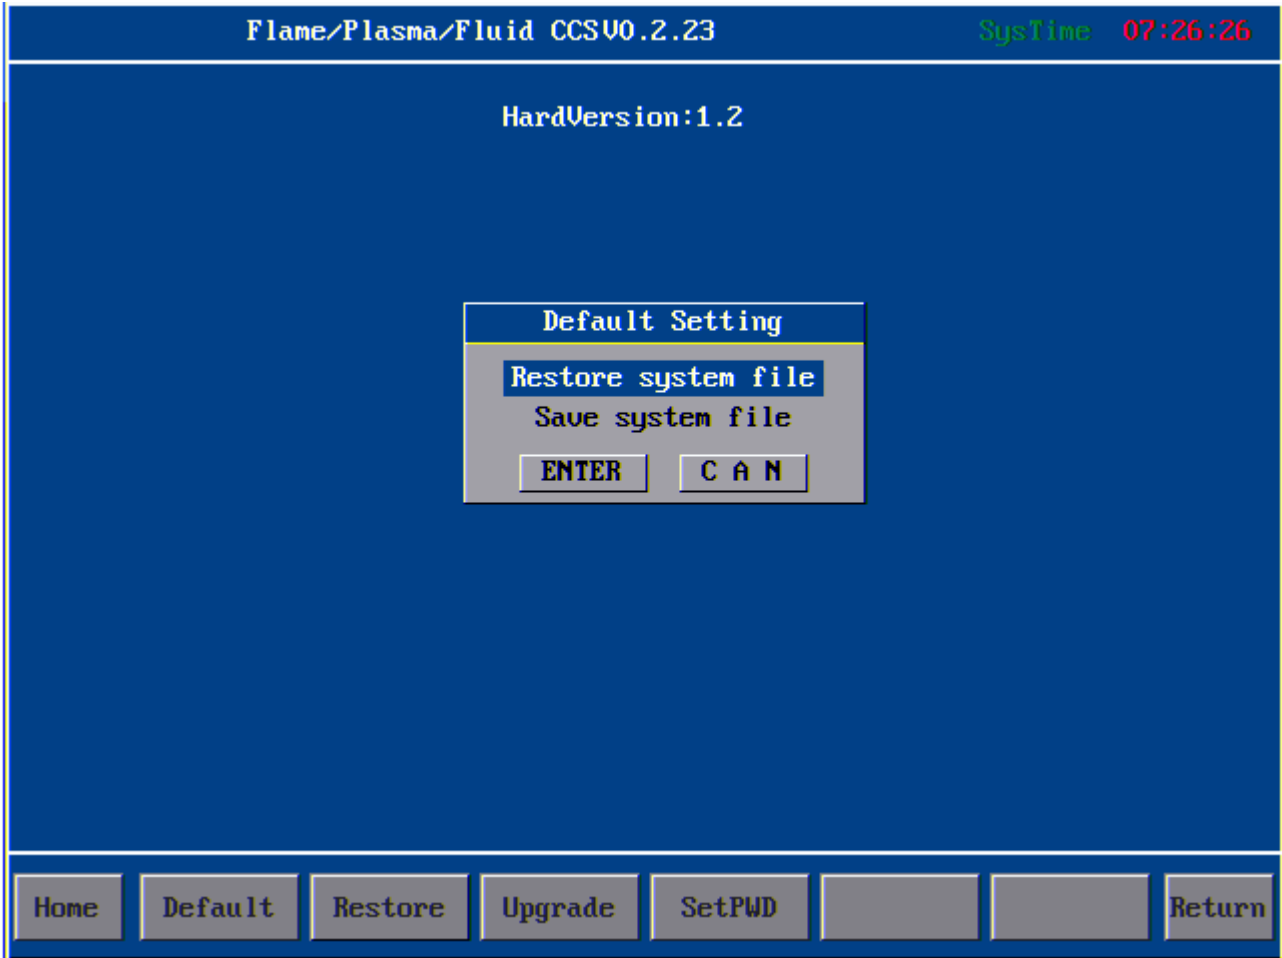 Flame/Plasma/Fluid CCSV0.2.23 SysTime 07:26:26
HardVersion:1.2
Default Setting
Restore system file
Save system file
ENTER C A N
Home Default Restore Upgrade SetPWD Return